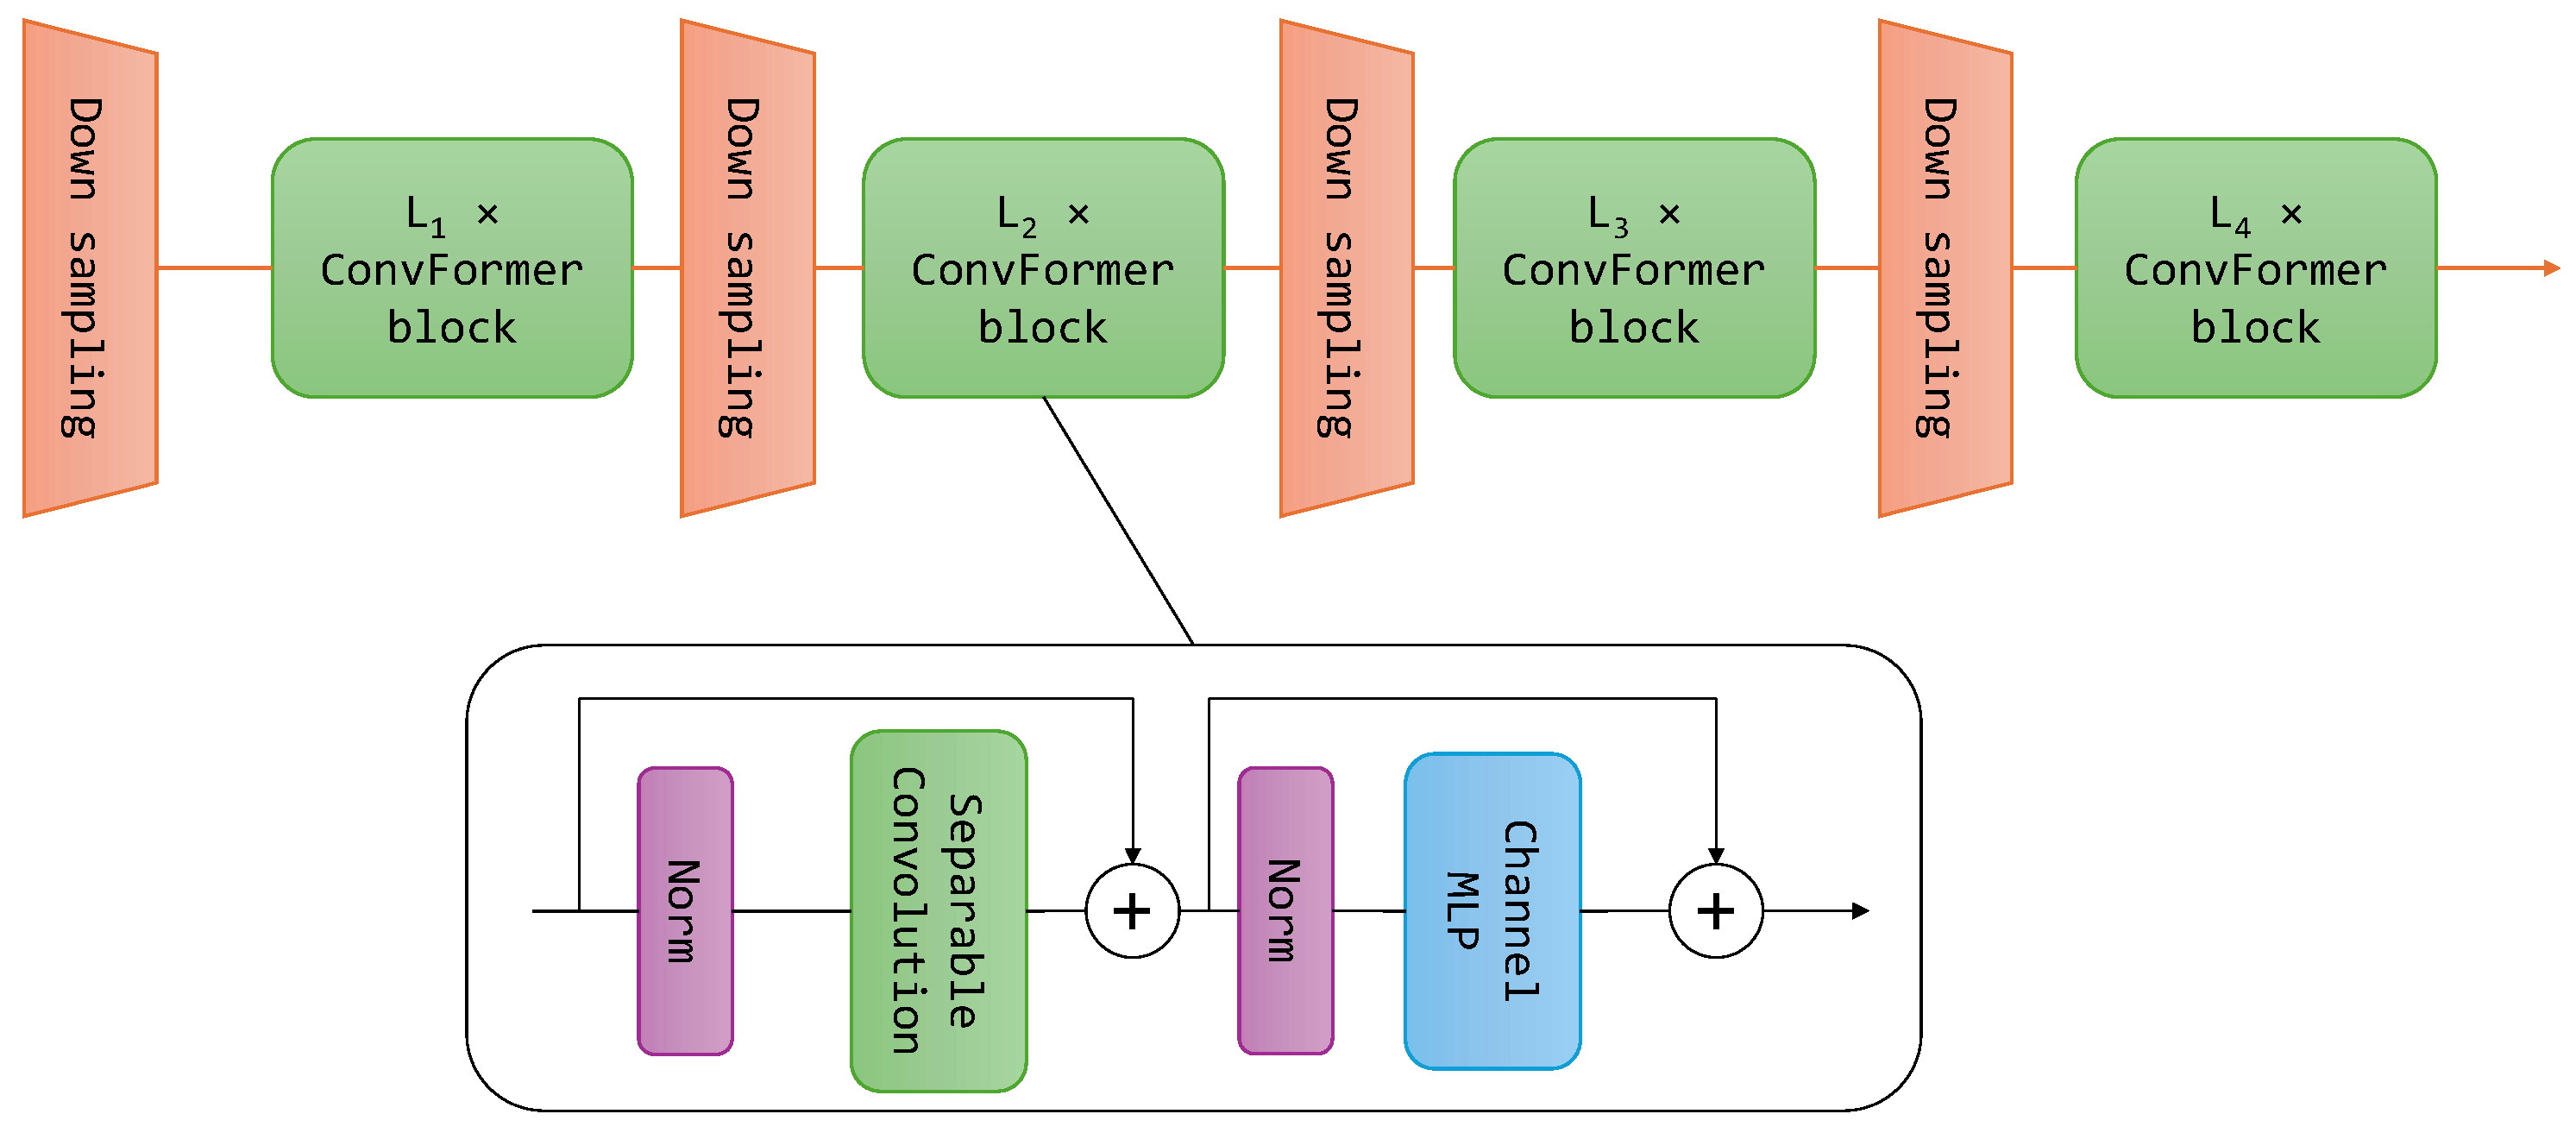 Down sampling
L₁ ×
ConvFormer
block
Down sampling
L₂ ×
ConvFormer
block
Down sampling
L₃ ×
ConvFormer
block
Down sampling
L₄ ×
ConvFormer
block
Norm
Separable
Convolution
+
Norm
Channel
MLP
+